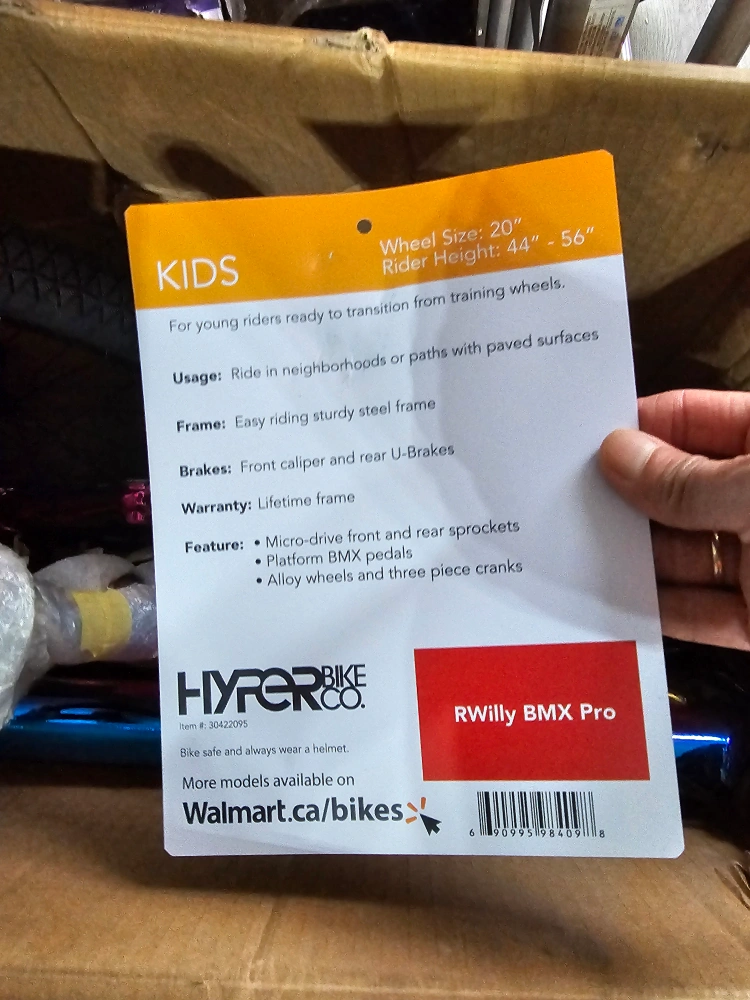 KIDS
Wheel Size: 20"
Rider Height: 44" - 56"
For young riders ready to transition from training wheels.
Usage: Ride in neighborhoods or paths with paved surfaces
Frame: Easy riding sturdy steel frame
Brakes: Front caliper and rear U-Brakes
Warranty: Lifetime frame
Feature: • Micro-drive front and rear sprockets
• Platform BMX pedals
• Alloy wheels and three piece cranks
HYPER BIKE CO.
Item #: 30422095
RWilly BMX Pro
Bike safe and always wear a helmet.
More models available on
Walmart.ca/bikes
6 90995 98409 8